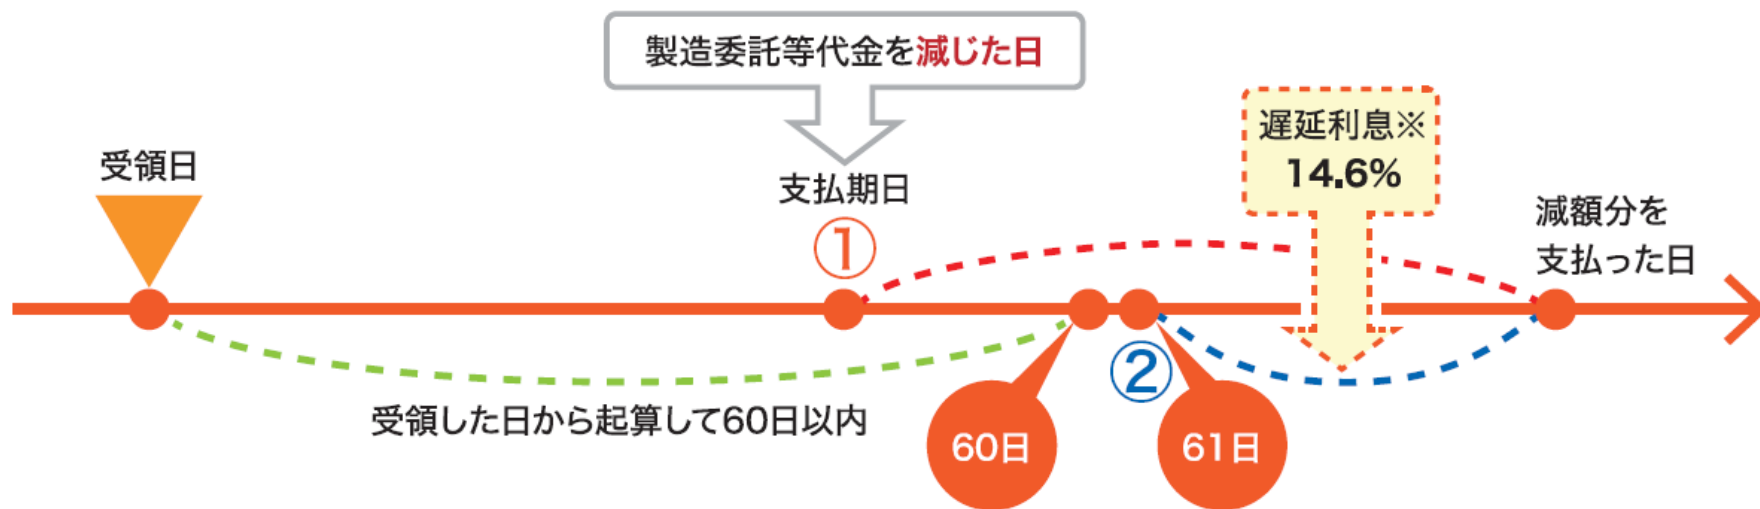 製造委託等代金を減じた日
受領日
支払期日
①
遅延利息※
14.6%
減額分を
支払った日
受領した日から起算して60日以内
60日
②
61日